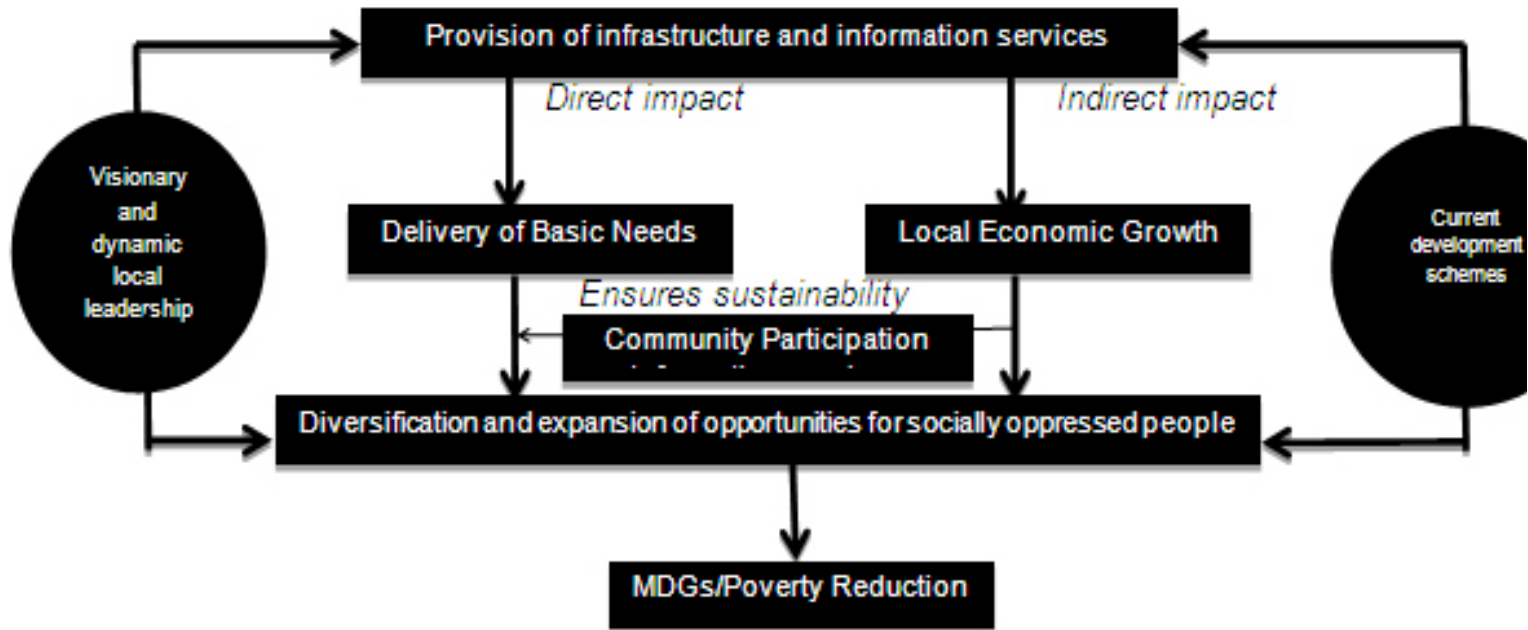 Provision of infrastructure and information services
Direct impact
Indirect impact
Visionary
and
dynamic
local
leadership
Delivery of Basic Needs
Local Economic Growth
Current
development
schemes
Ensures sustainability
Community Participation
Diversification and expansion of opportunities for socially oppressed people
MDGs/Poverty Reduction